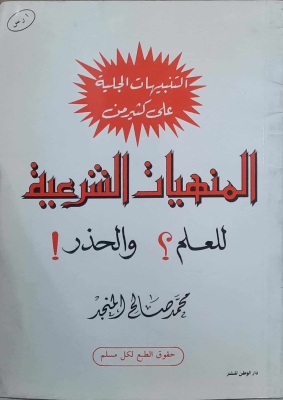 التنبيهات الجلية
على كثير من
المنهيات الشرعية
للعلم ؟ والحذر !
محمد صالح المنجد
حقوق الطبع لكل مسلم
دار الوطن للنشر